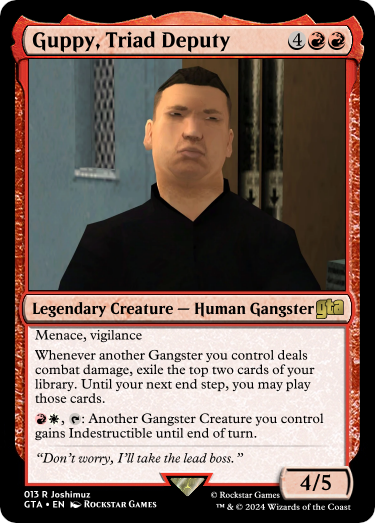 Guppy, Triad Deputy 4
Legendary Creature — Human Gangster gta
Menace, vigilance
Whenever another Gangster you control deals
combat damage, exile the top two cards of your
library. Until your next end step, you may play
those cards.
, : Another Gangster Creature you control
gains Indestructible until end of turn.
“Don't worry, I'll take the lead boss.”
4/5
013 R Joshimuz
GTA • EN Rockstar Games
© Rockstar Games
™ & © 2024 Wizards of the Coast